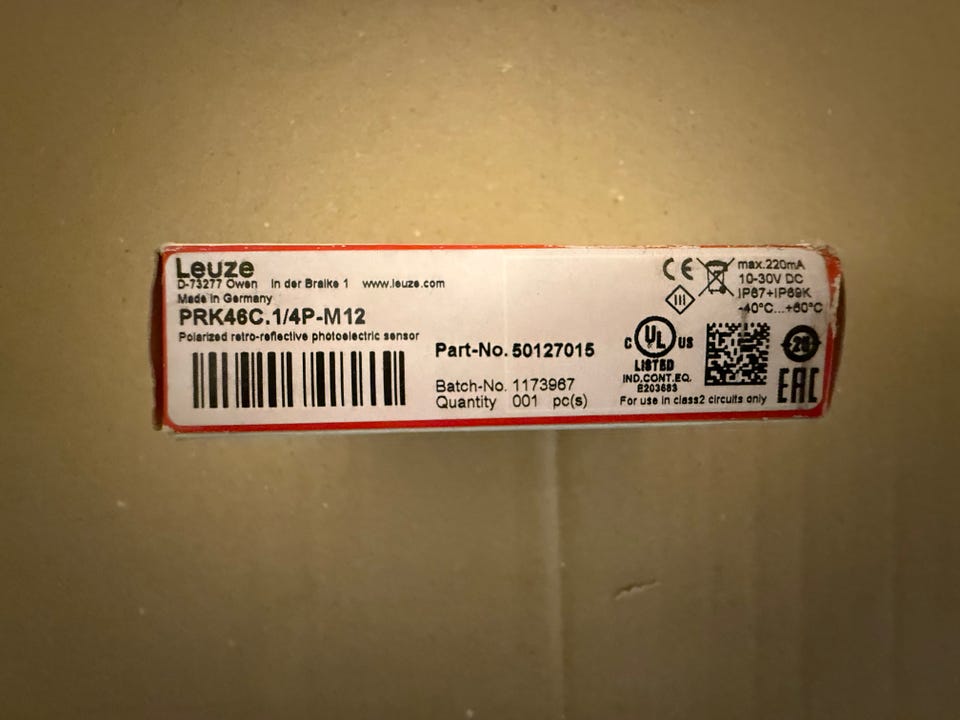 Leuze
D-73277 Owen In der Braike 1 www.leuze.com
Made in Germany
PRK46C.1/4P-M12
Polarized retro-reflective photoelectric sensor
Part-No. 50127015
Batch-No. 1173967
Quantity 001 pc(s)
CE
max.220mA
10-30V DC
IP67+IP69K
-40°C...+60°C
III
C UL US
LISTED
IND.CONT.EQ.
E203683
For use in class2 circuits only
EAC